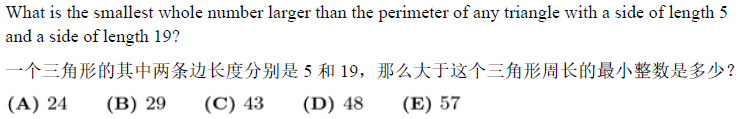 What is the smallest whole number larger than the perimeter of any triangle with a side of length 5
and a side of length 19?
一个三角形的其中两条边长度分别是 5 和 19，那么大于这个三角形周长的最小整数是多少？
(A) 24 (B) 29 (C) 43 (D) 48 (E) 57